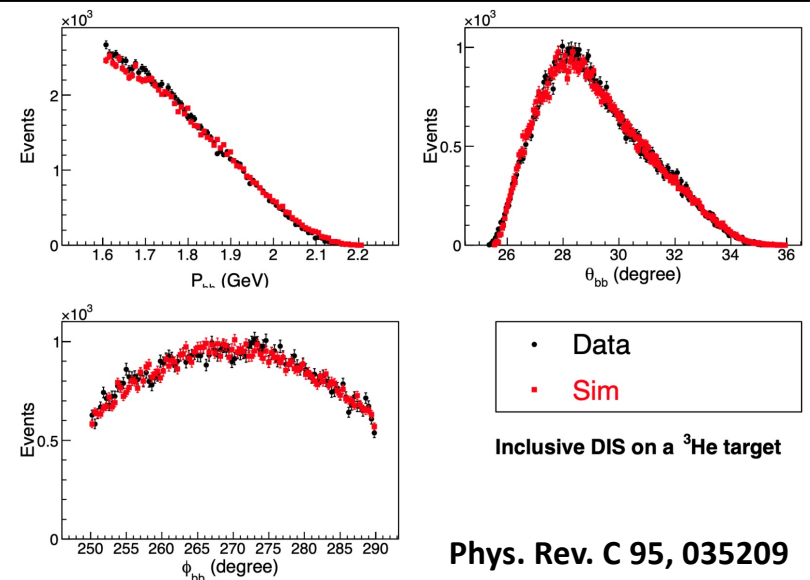 ×10³
Events
2
1
0
1.6 1.7 1.8 1.9 2 2.1 2.2
P_bb (GeV)
×10³
Events
1
0.5
0
26 28 30 32 34 36
θ_bb (degree)
×10³
Events
1
0.5
0
250 255 260 265 270 275 280 285 290
ϕ_bb (degree)
Data
Sim
Inclusive DIS on a ³He target
Phys. Rev. C 95, 035209